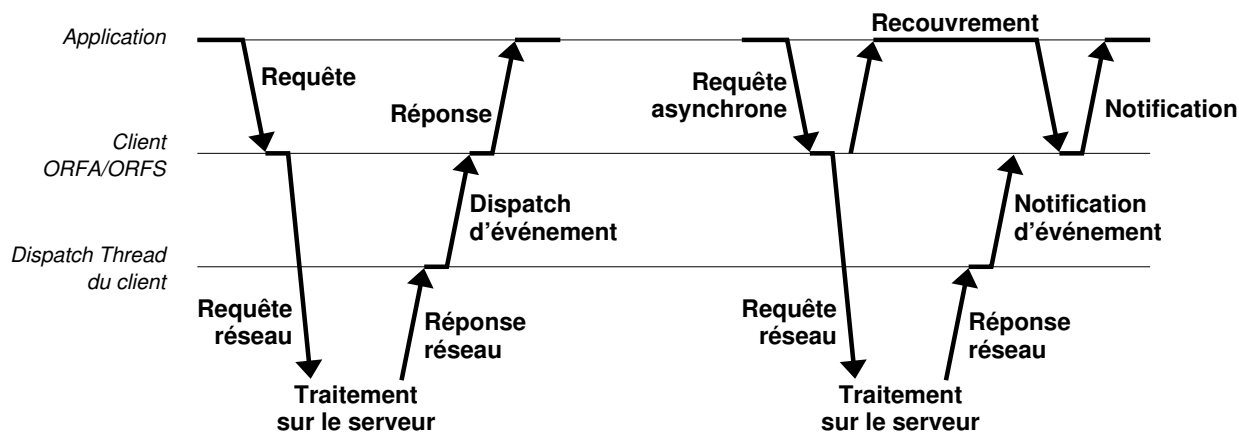 Recouvrement
Application
Requête
Réponse
Requête
asynchrone
Notification
Client
ORFA/ORFS
Dispatch
d’événement
Notification
d’événement
Dispatch Thread
du client
Requête
réseau
Réponse
réseau
Requête
réseau
Réponse
réseau
Traitement
sur le serveur
Traitement
sur le serveur